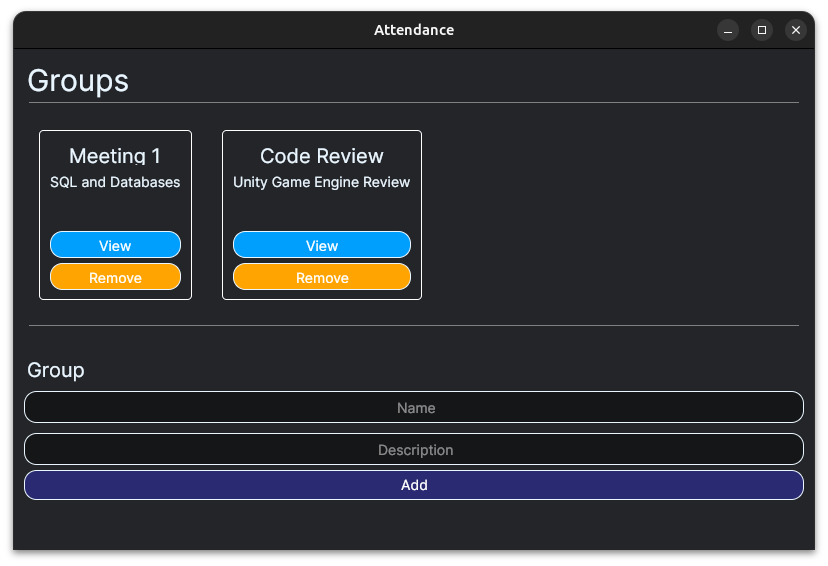 Attendance
Groups
Meeting 1
SQL and Databases
View
Remove
Code Review
Unity Game Engine Review
View
Remove
Group
Name
Description
Add